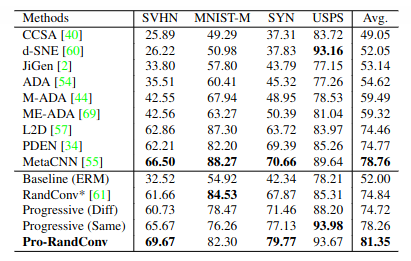 Methods SVHN MNIST-M SYN USPS Avg.
CCSA [40] 25.89 49.29 37.31 83.72 49.05
d-SNE [60] 26.22 50.98 37.83 93.16 52.05
JiGen [2] 33.80 57.80 43.79 77.15 53.14
ADA [54] 35.51 60.41 45.32 77.26 54.62
M-ADA [44] 42.55 67.94 48.95 78.53 59.49
ME-ADA [69] 42.56 63.27 50.39 81.04 59.32
L2D [57] 62.86 87.30 63.72 83.97 74.46
PDEN [34] 62.21 82.20 69.39 85.26 74.77
MetaCNN [55] 66.50 88.27 70.66 89.64 78.76
Baseline (ERM) 32.52 54.92 42.34 78.21 52.00
RandConv* [61] 61.66 84.53 67.87 85.31 74.84
Progressive (Diff) 60.73 78.47 71.46 88.20 74.72
Progressive (Same) 65.67 76.26 77.13 93.98 78.26
Pro-RandConv 69.67 82.30 79.77 93.67 81.35